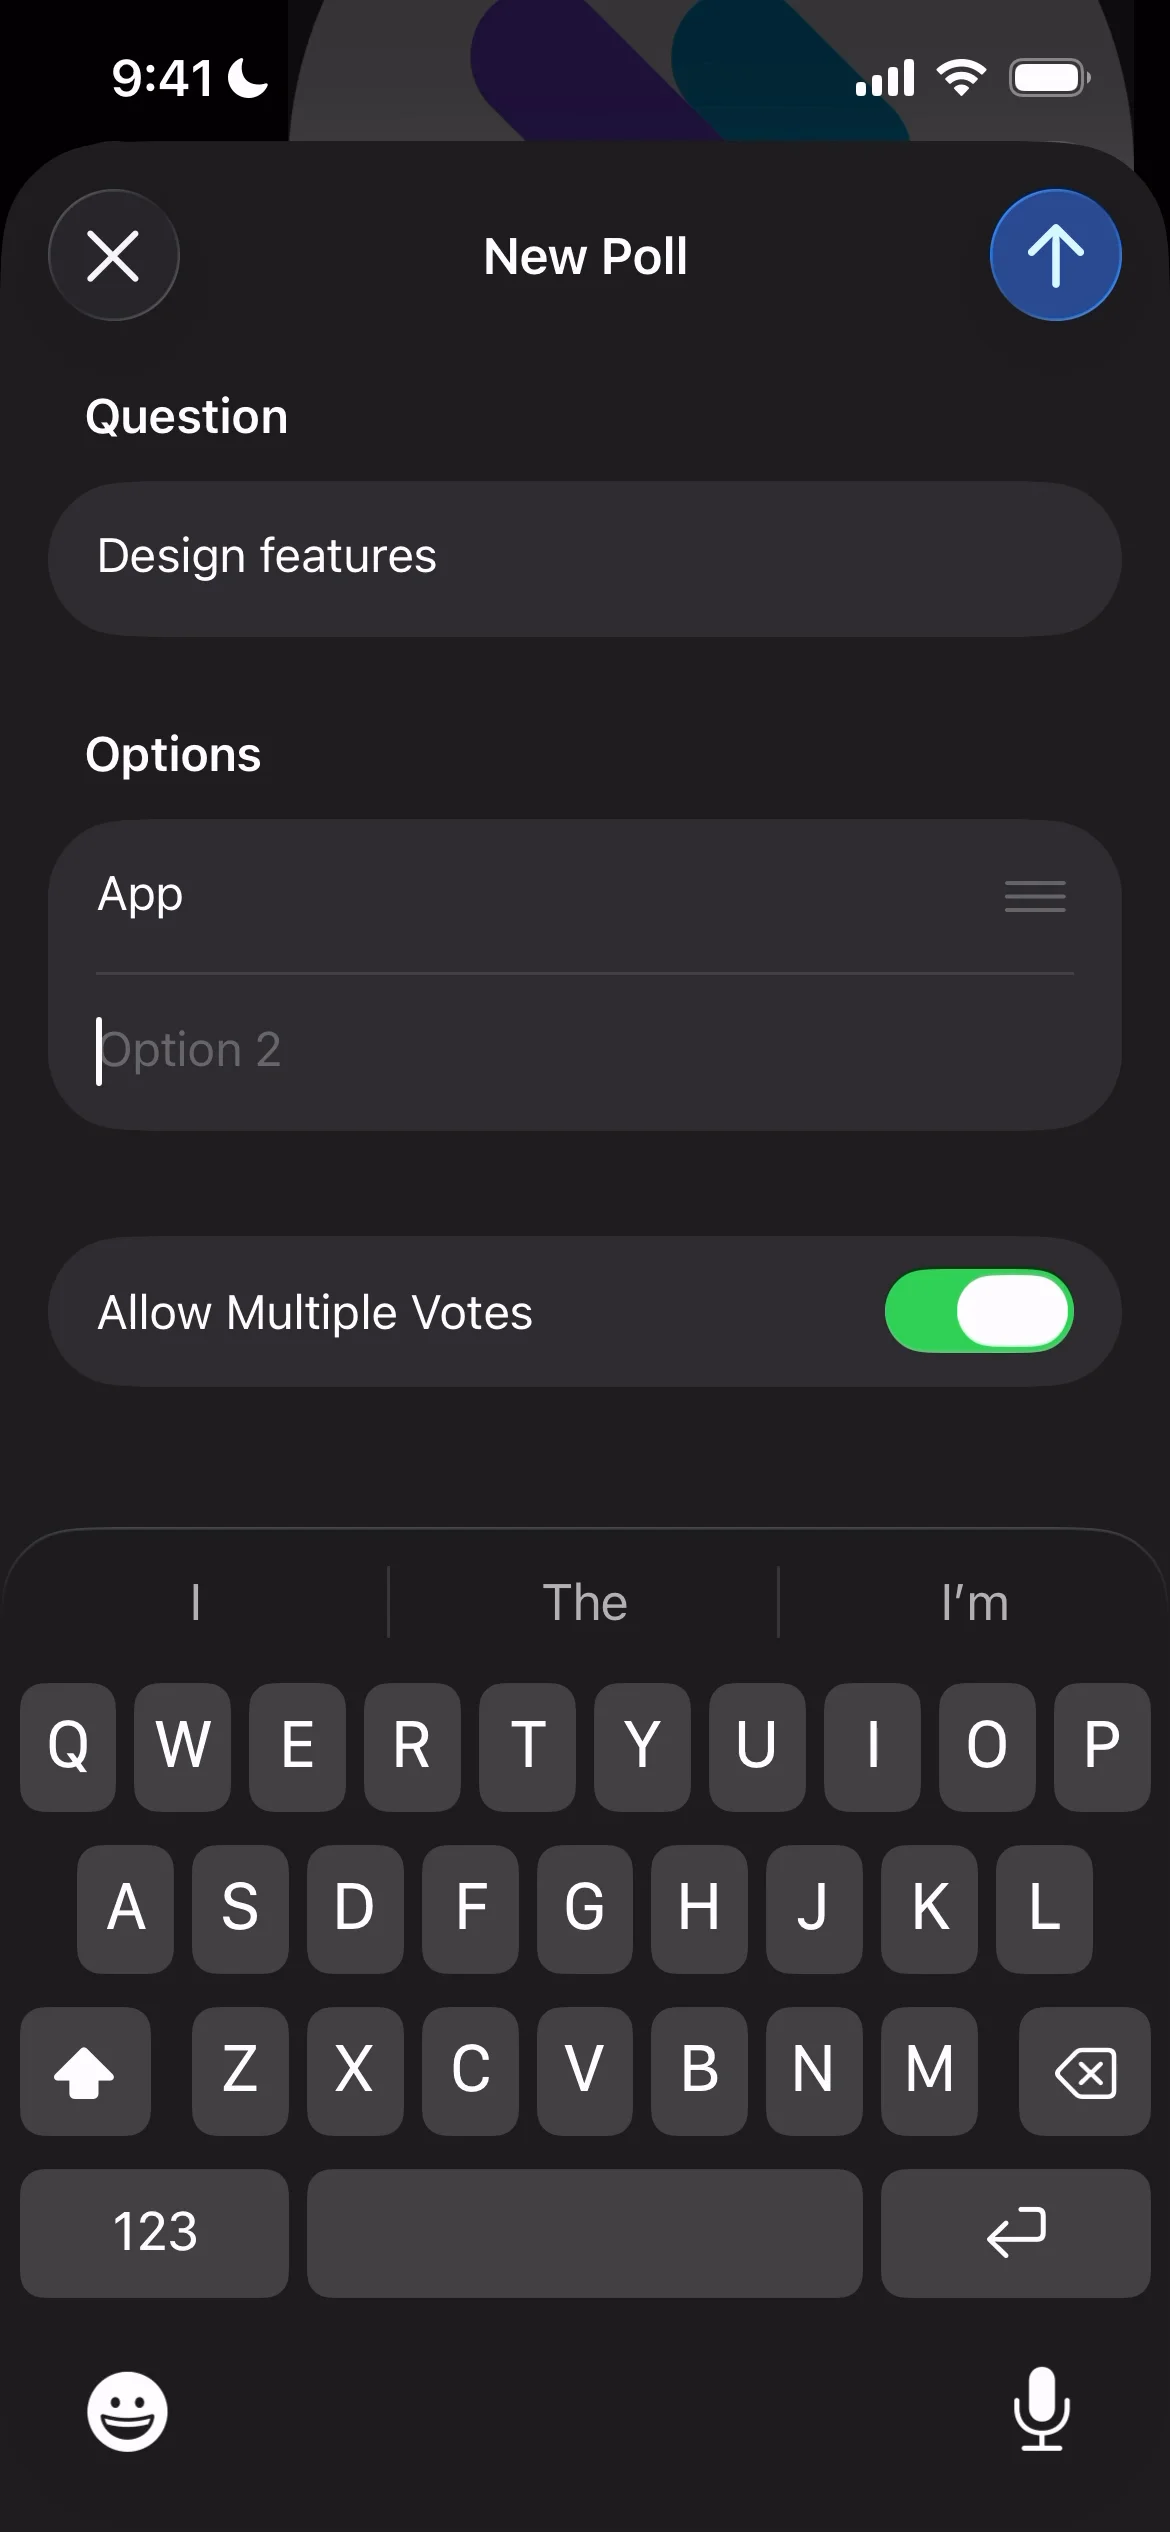 9:41
New Poll
Question
Design features
Options
App
Option 2
Allow Multiple Votes
I The I’m
Q W E R T Y U I O P
A S D F G H J K L
Z X C V B N M
123